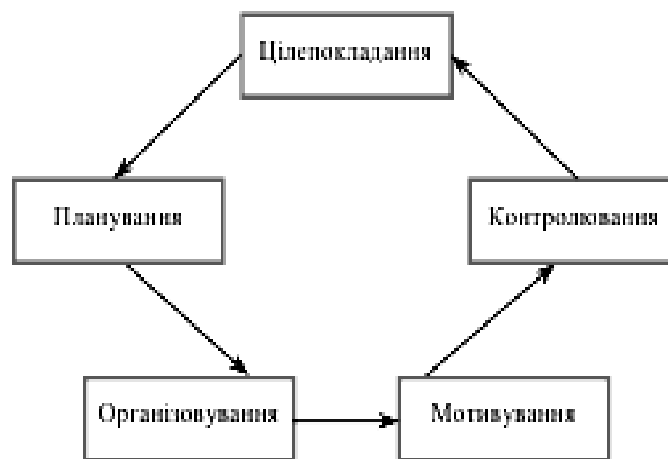 Цілепокладання
Планування
Контролювання
Організовування
Мотивування